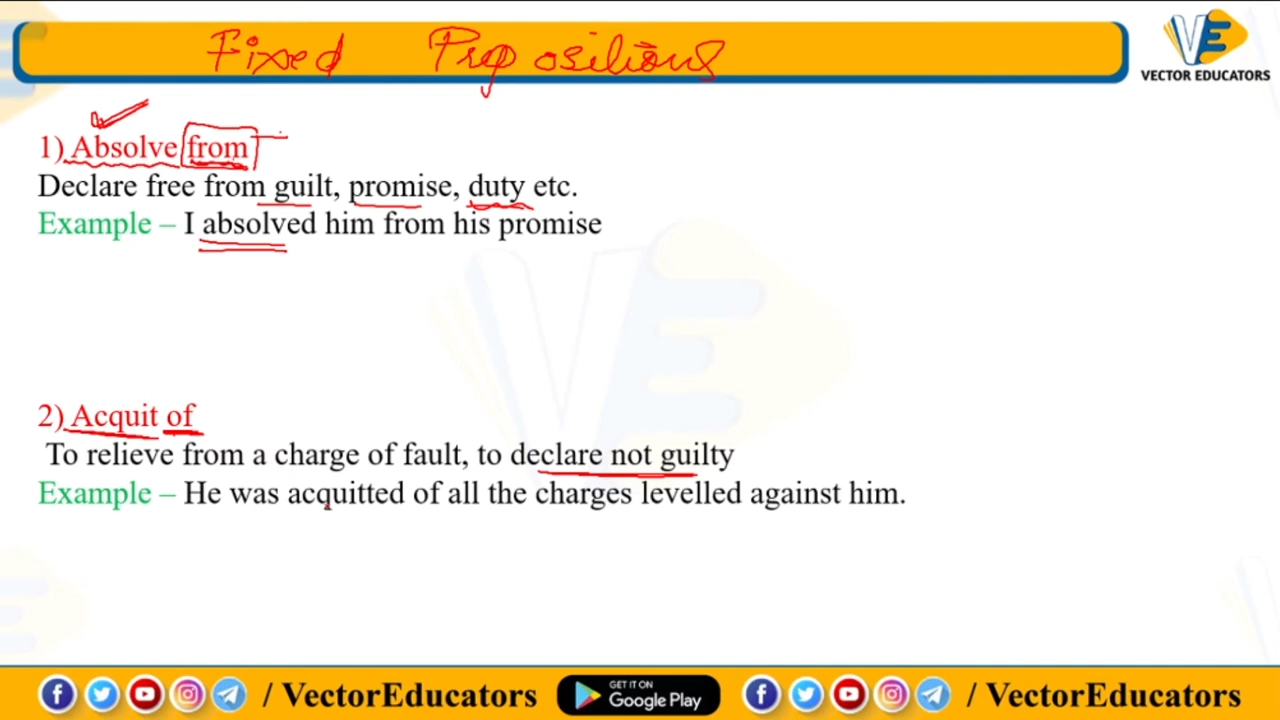 Fixed Prepositions
VECTOR EDUCATORS
1) Absolve from
Declare free from guilt, promise, duty etc.
Example – I absolved him from his promise
2) Acquit of
To relieve from a charge of fault, to declare not guilty
Example – He was acquitted of all the charges levelled against him.
/ VectorEducators GET IT ON Google Play / VectorEducators